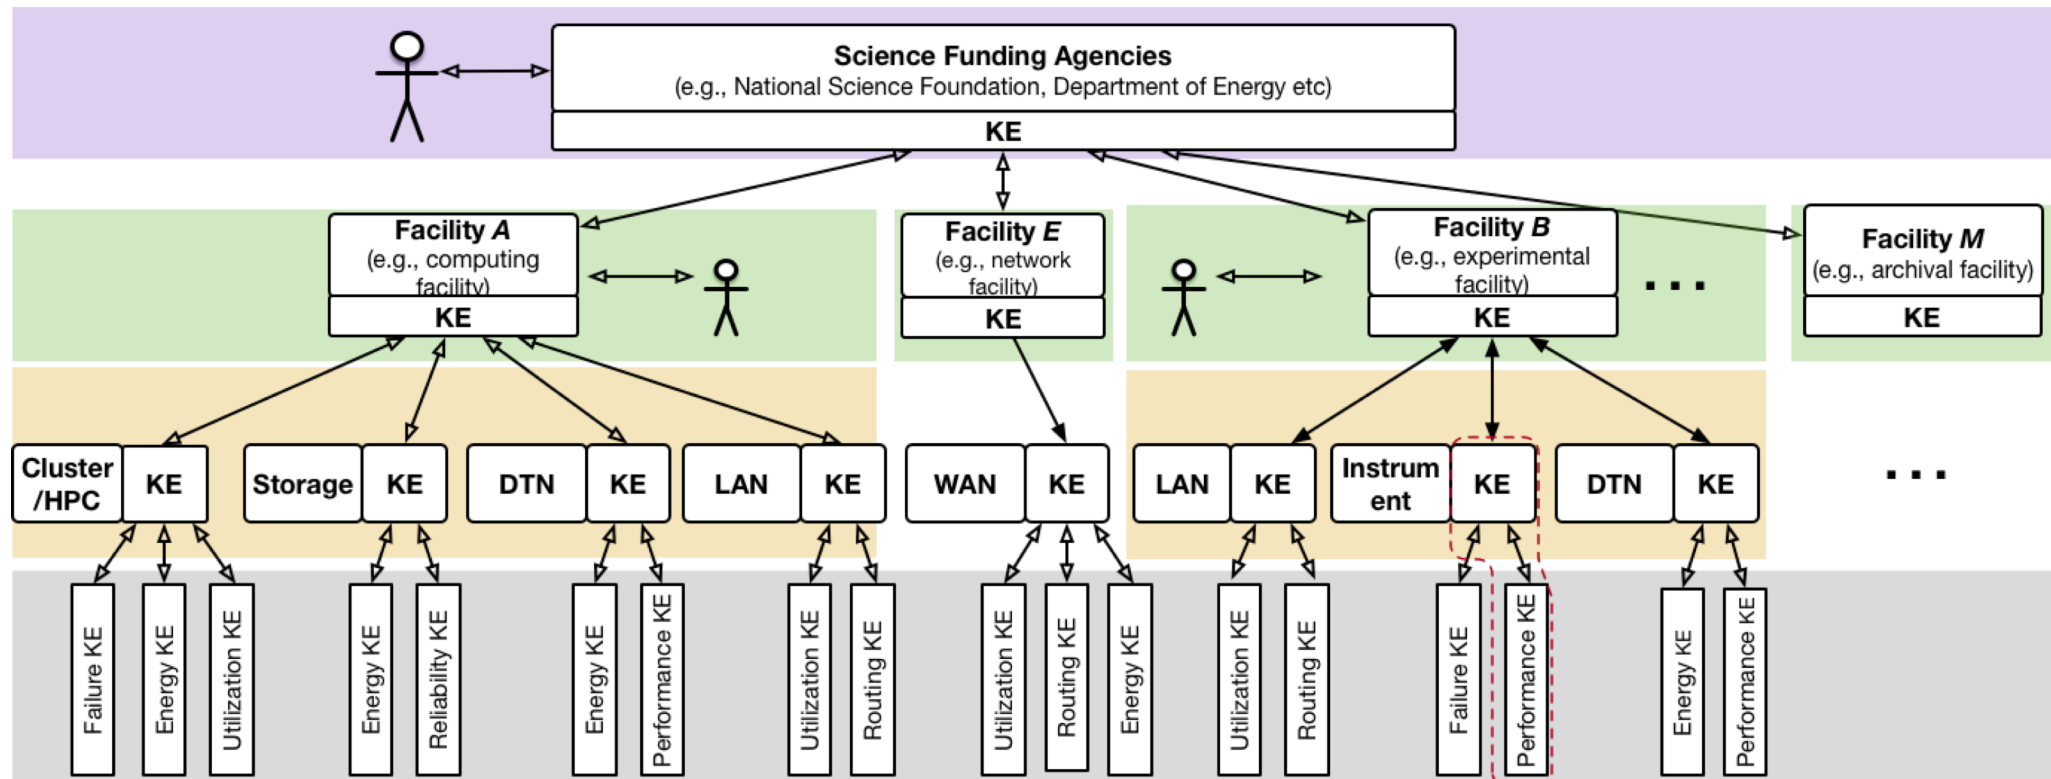 Science Funding Agencies
(e.g., National Science Foundation, Department of Energy etc)
KE
Facility A
(e.g., computing
facility)
KE
Facility E
(e.g., network
facility)
KE
Facility B
(e.g., experimental
facility)
KE
...
Facility M
(e.g., archival facility)
KE
Cluster
/HPC
KE
Storage
KE
DTN
KE
LAN
KE
WAN
KE
LAN
KE
Instrum
ent
KE
DTN
KE
...
Failure KE
Energy KE
Utilization KE
Energy KE
Reliability KE
Energy KE
Performance KE
Utilization KE
Routing KE
Utilization KE
Routing KE
Energy KE
Utilization KE
Routing KE
Failure KE
Performance KE
Energy KE
Performance KE